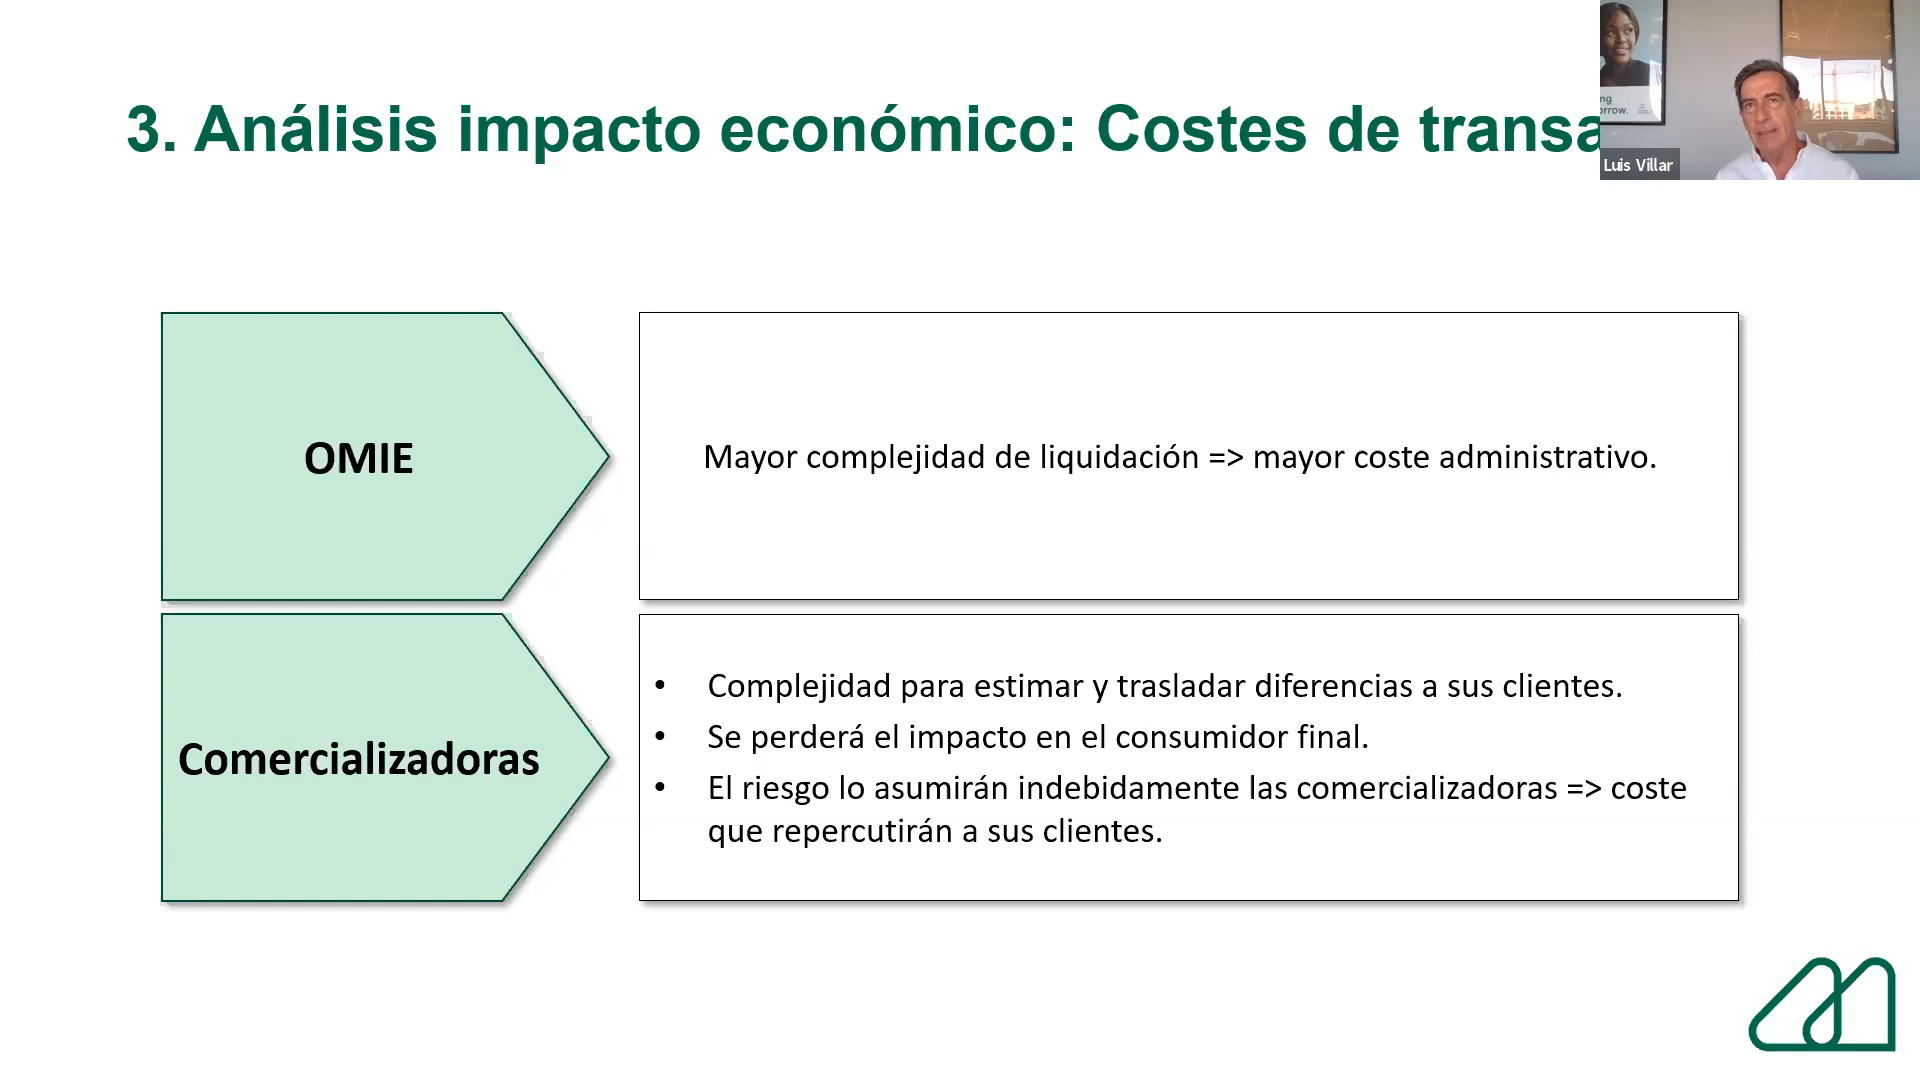 3. Análisis impacto económico: Costes de transa
ng
orrow.
Luis Villar
OMIE
Mayor complejidad de liquidación => mayor coste administrativo.
Comercializadoras
• Complejidad para estimar y trasladar diferencias a sus clientes.
• Se perderá el impacto en el consumidor final.
• El riesgo lo asumirán indebidamente las comercializadoras => coste
que repercutirán a sus clientes.